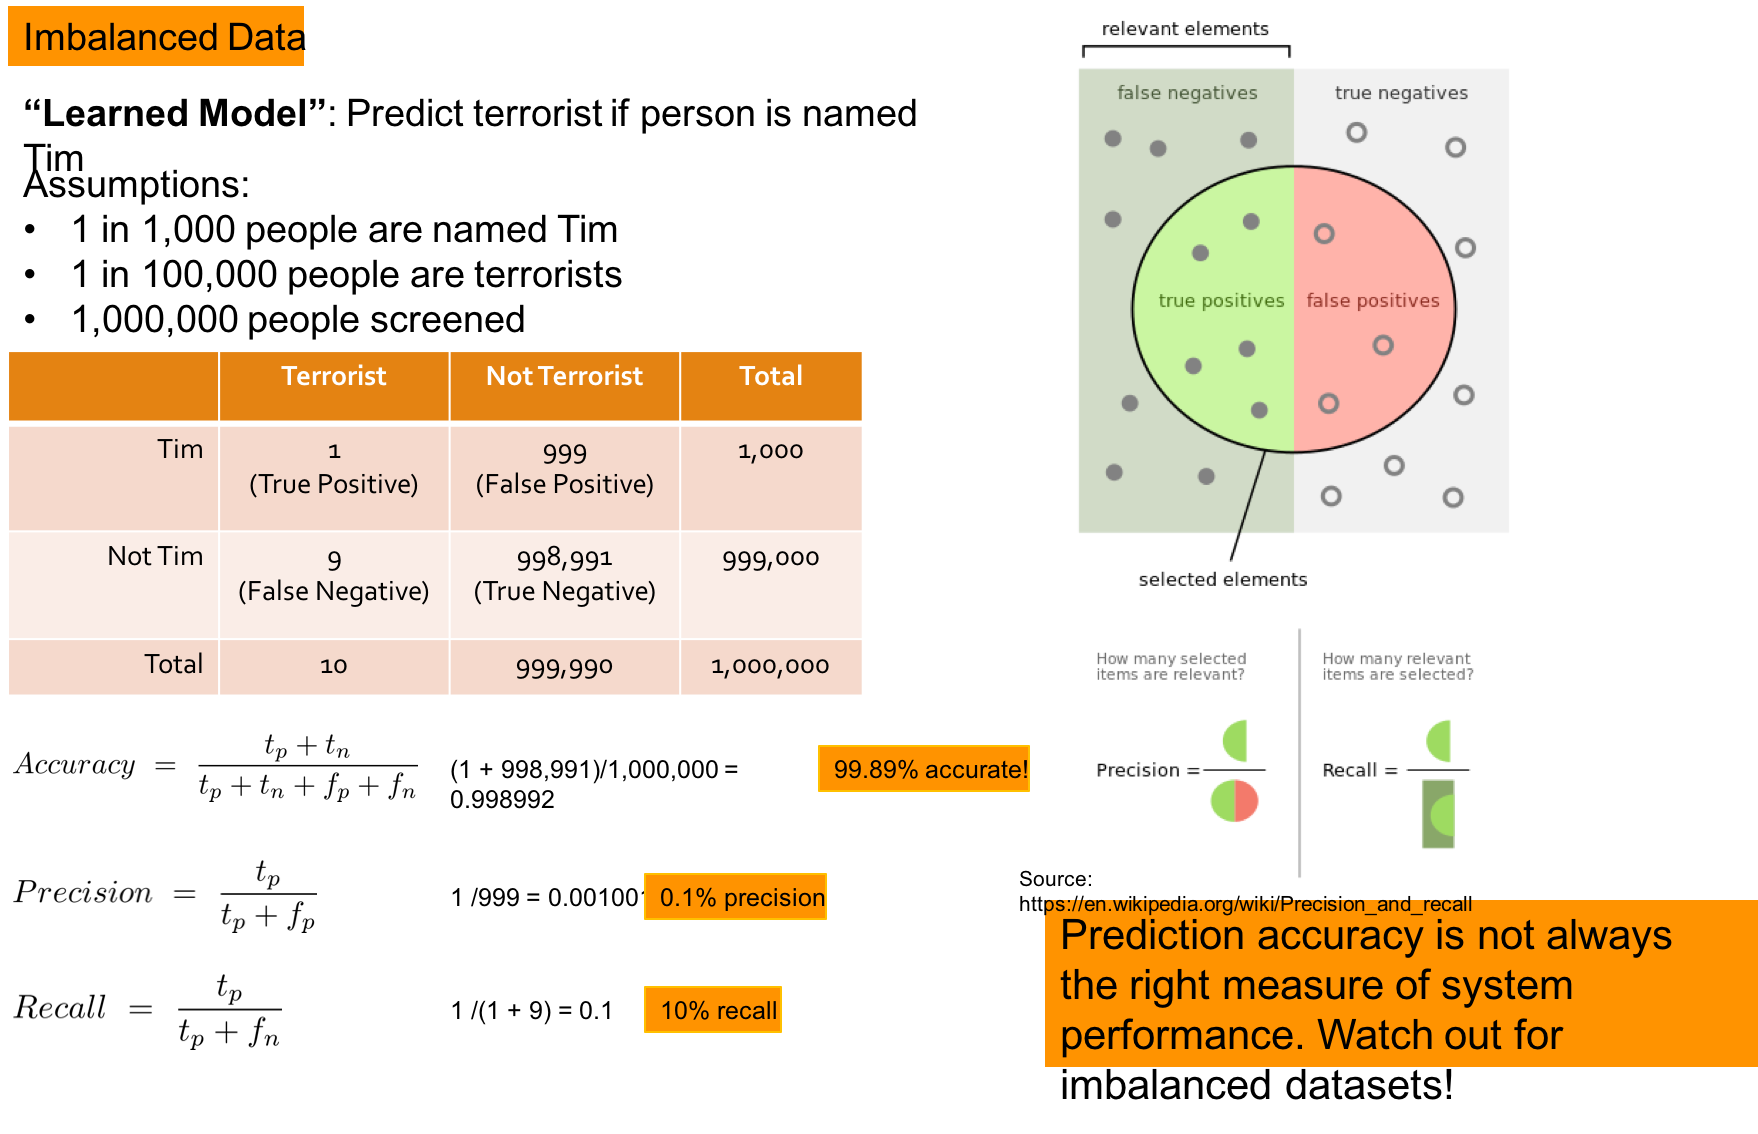 Imbalanced Data
“Learned Model”: Predict terrorist if person is named
Tim
Assumptions:
• 1 in 1,000 people are named Tim
• 1 in 100,000 people are terrorists
• 1,000,000 people screened
Terrorist Not Terrorist Total
Tim 1 999 1,000
(True Positive) (False Positive)
Not Tim 9 998,991 999,000
(False Negative) (True Negative)
Total 10 999,990 1,000,000
Accuracy = (t_p + t_n) / (t_p + t_n + f_p + f_n)
(1 + 998,991)/1,000,000 =
0.998992
99.89% accurate!
Precision = t_p / (t_p + f_p)
1 /999 = 0.001001
0.1% precision
Recall = t_p / (t_p + f_n)
1 /(1 + 9) = 0.1
10% recall
relevant elements
false negatives true negatives
true positives false positives
selected elements
How many selected
items are relevant?
How many relevant
items are selected?
Precision =
Recall =
Source:
https://en.wikipedia.org/wiki/Precision_and_recall
Prediction accuracy is not always
the right measure of system
performance. Watch out for
imbalanced datasets!